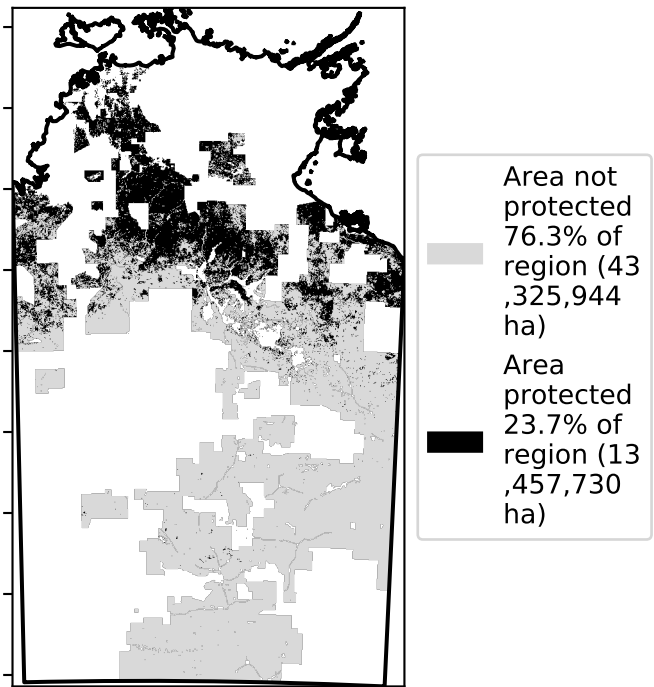 Area not
protected
76.3% of
region (43
,325,944
ha)
Area
protected
23.7% of
region (13
,457,730
ha)